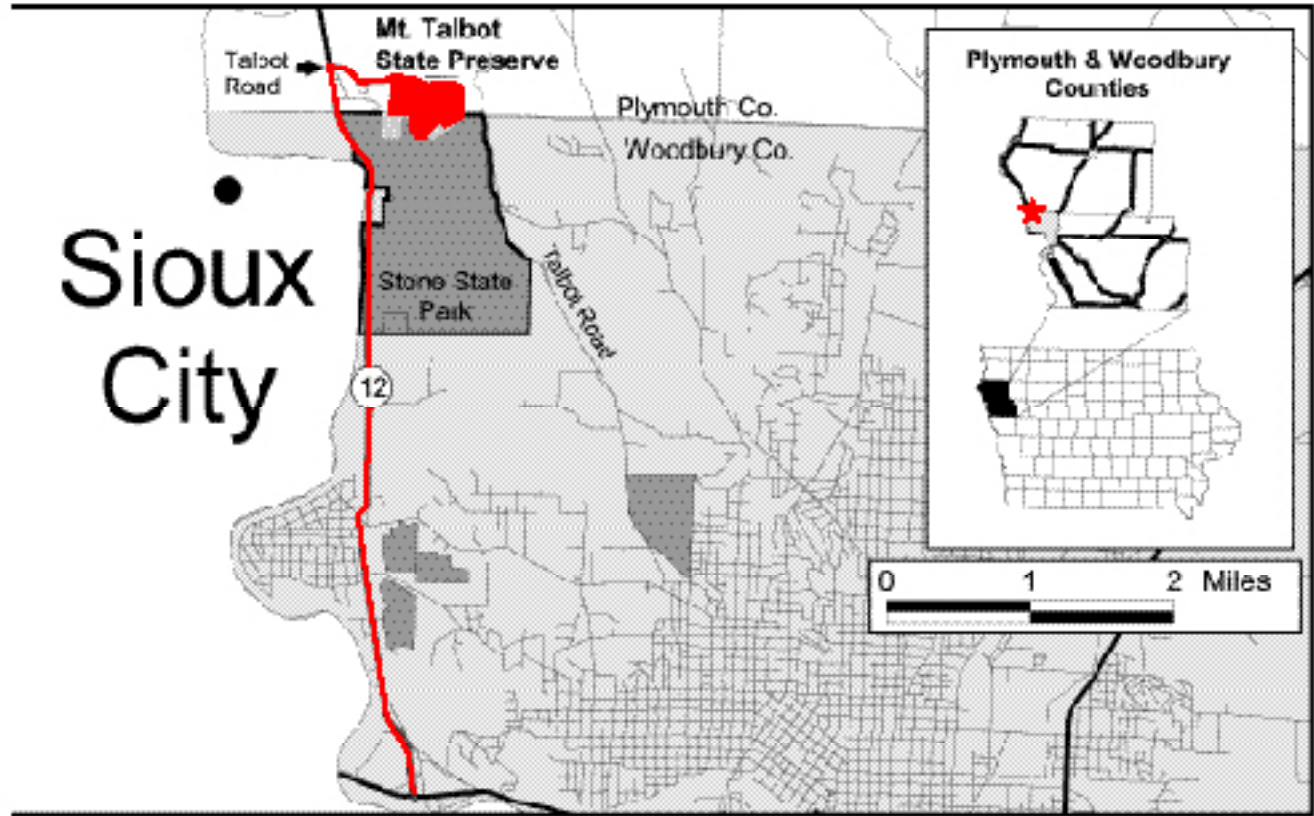 Mt. Talbot
State Preserve
Talbot
Road
Plymouth Co.
Woodbury Co.
Sioux
City
Stone State
Park
Talbot Road
12
Plymouth & Woodbury
Counties
0 1 2 Miles